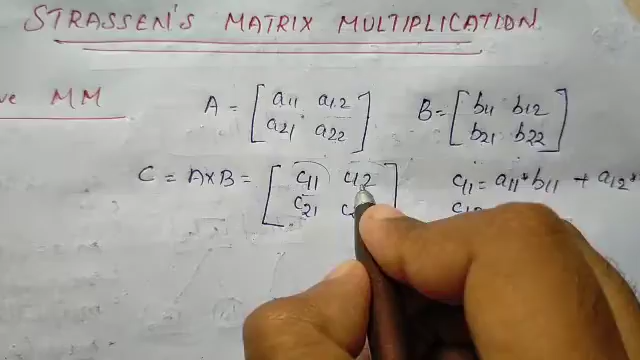 STRASSEN'S MATRIX MULTIPLICATION
MM
A = [ a11 a12
a21 a22 ]
B = [ b11 b12
b21 b22 ]
C = A×B = [ c11 c12
c21 ]
c11 = a11*b11 + a12*